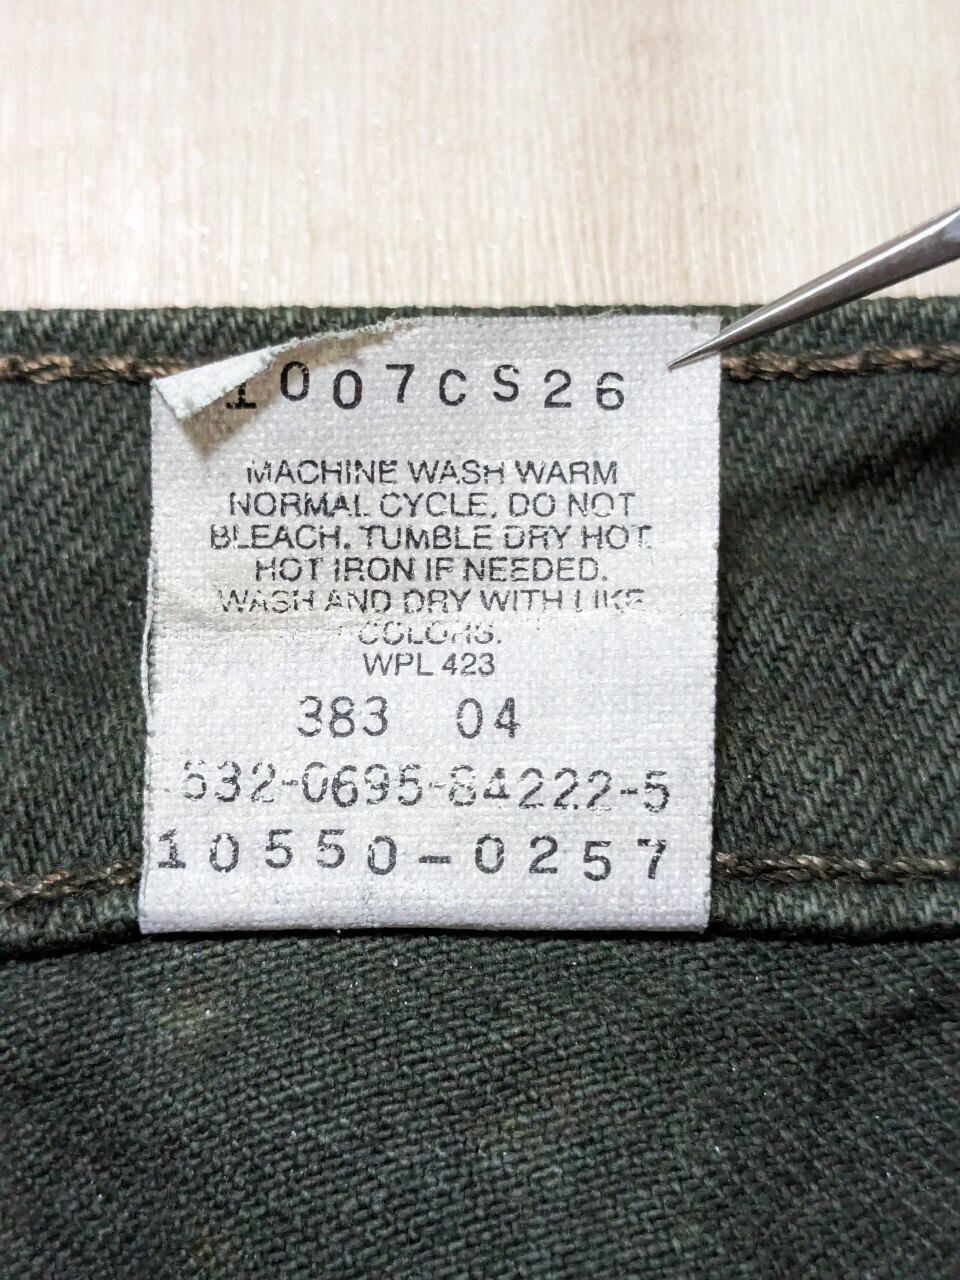 1007CS26
MACHINE WASH WARM
NORMAL CYCLE. DO NOT
BLEACH. TUMBLE DRY HOT.
HOT IRON IF NEEDED.
WASH AND DRY WITH LIKE
COLORS.
WPL 423
383 04
532-0695-84222-5
10550-0257